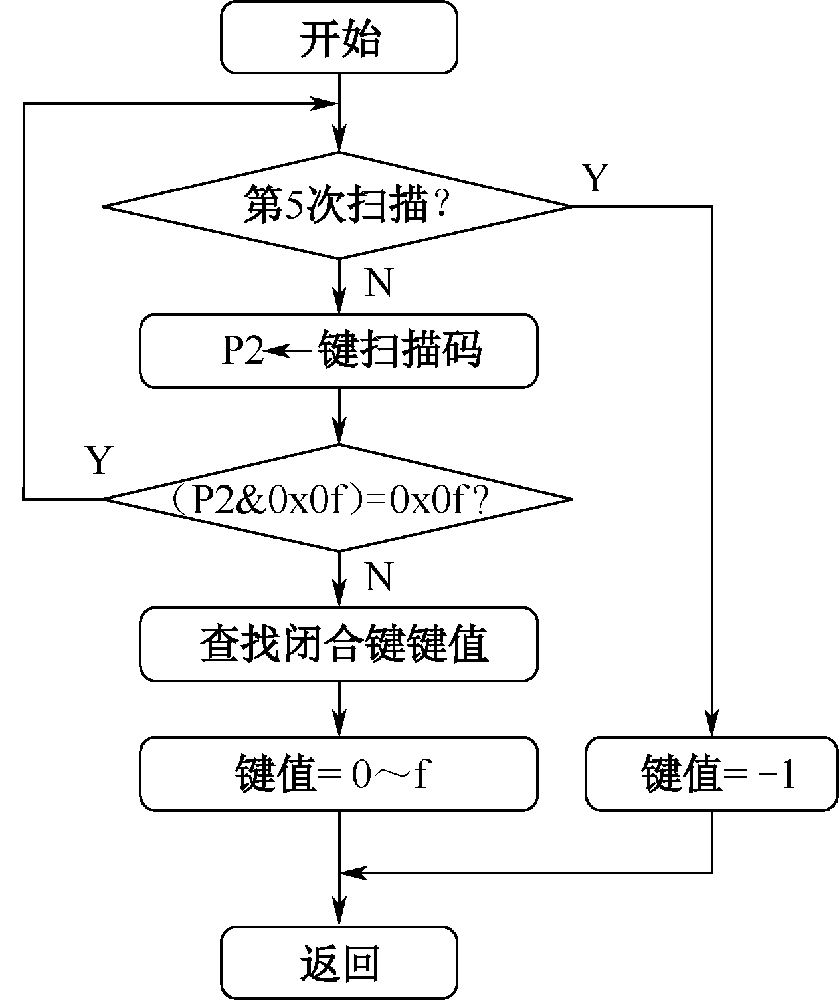 开始
Y
第5次扫描?
N
P2←键扫描码
Y
(P2&0x0f)=0x0f?
N
查找闭合键键值
键值=0～f
键值=-1
返回